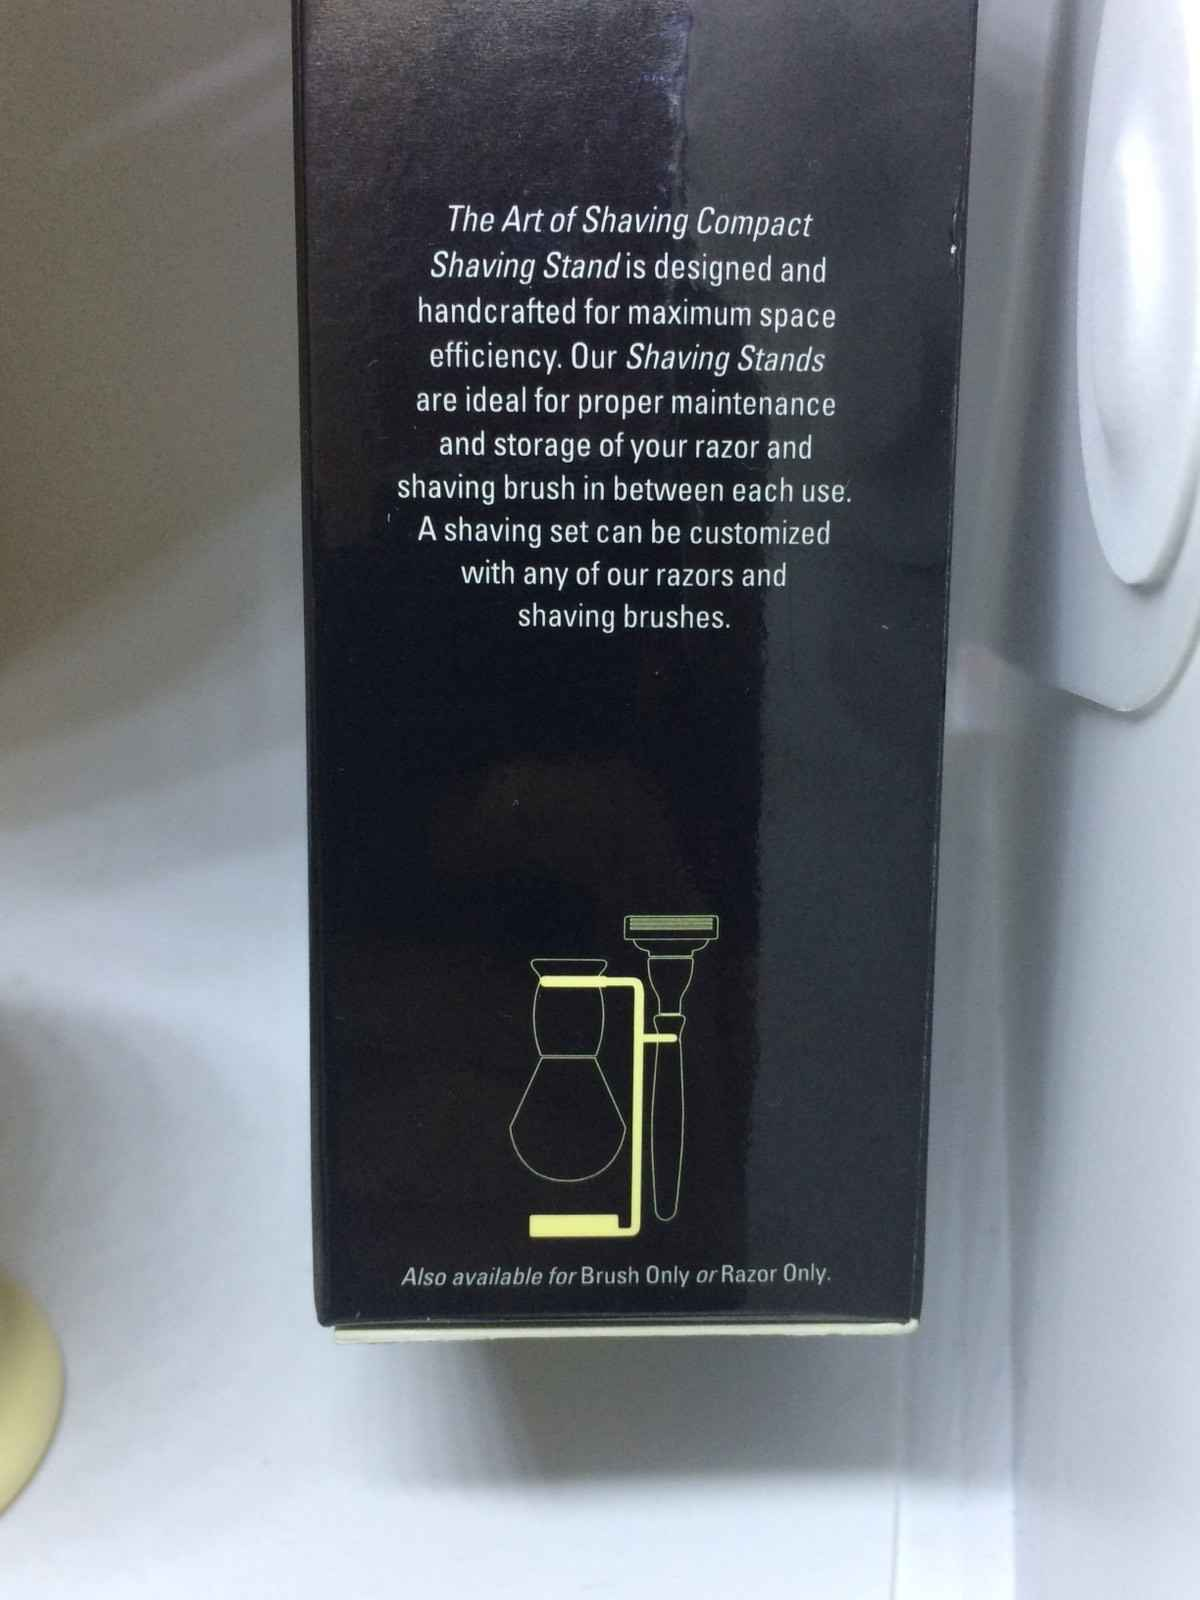 The Art of Shaving Compact
Shaving Stand is designed and
handcrafted for maximum space
efficiency. Our Shaving Stands
are ideal for proper maintenance
and storage of your razor and
shaving brush in between each use.
A shaving set can be customized
with any of our razors and
shaving brushes.
Also available for Brush Only or Razor Only.